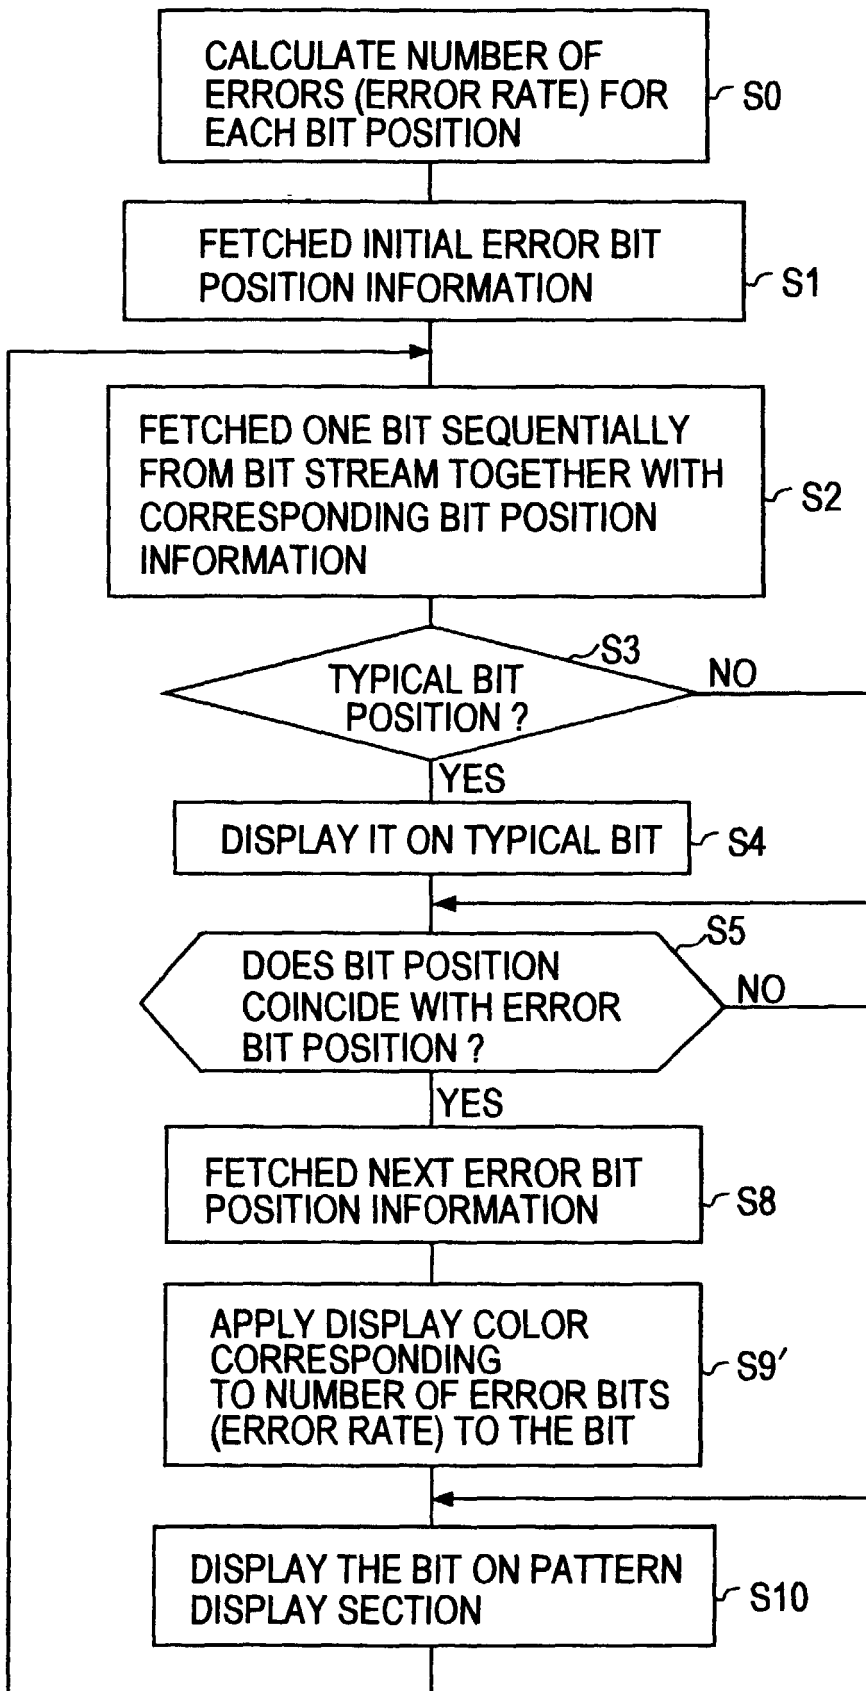 CALCULATE NUMBER OF
ERRORS (ERROR RATE) FOR
EACH BIT POSITION
S0
FETCHED INITIAL ERROR BIT
POSITION INFORMATION
S1
FETCHED ONE BIT SEQUENTIALLY
FROM BIT STREAM TOGETHER WITH
CORRESPONDING BIT POSITION
INFORMATION
S2
S3
TYPICAL BIT
POSITION ?
NO
YES
DISPLAY IT ON TYPICAL BIT
S4
S5
DOES BIT POSITION
COINCIDE WITH ERROR
BIT POSITION ?
NO
YES
FETCHED NEXT ERROR BIT
POSITION INFORMATION
S8
APPLY DISPLAY COLOR
CORRESPONDING
TO NUMBER OF ERROR BITS
(ERROR RATE) TO THE BIT
S9′
DISPLAY THE BIT ON PATTERN
DISPLAY SECTION
S10